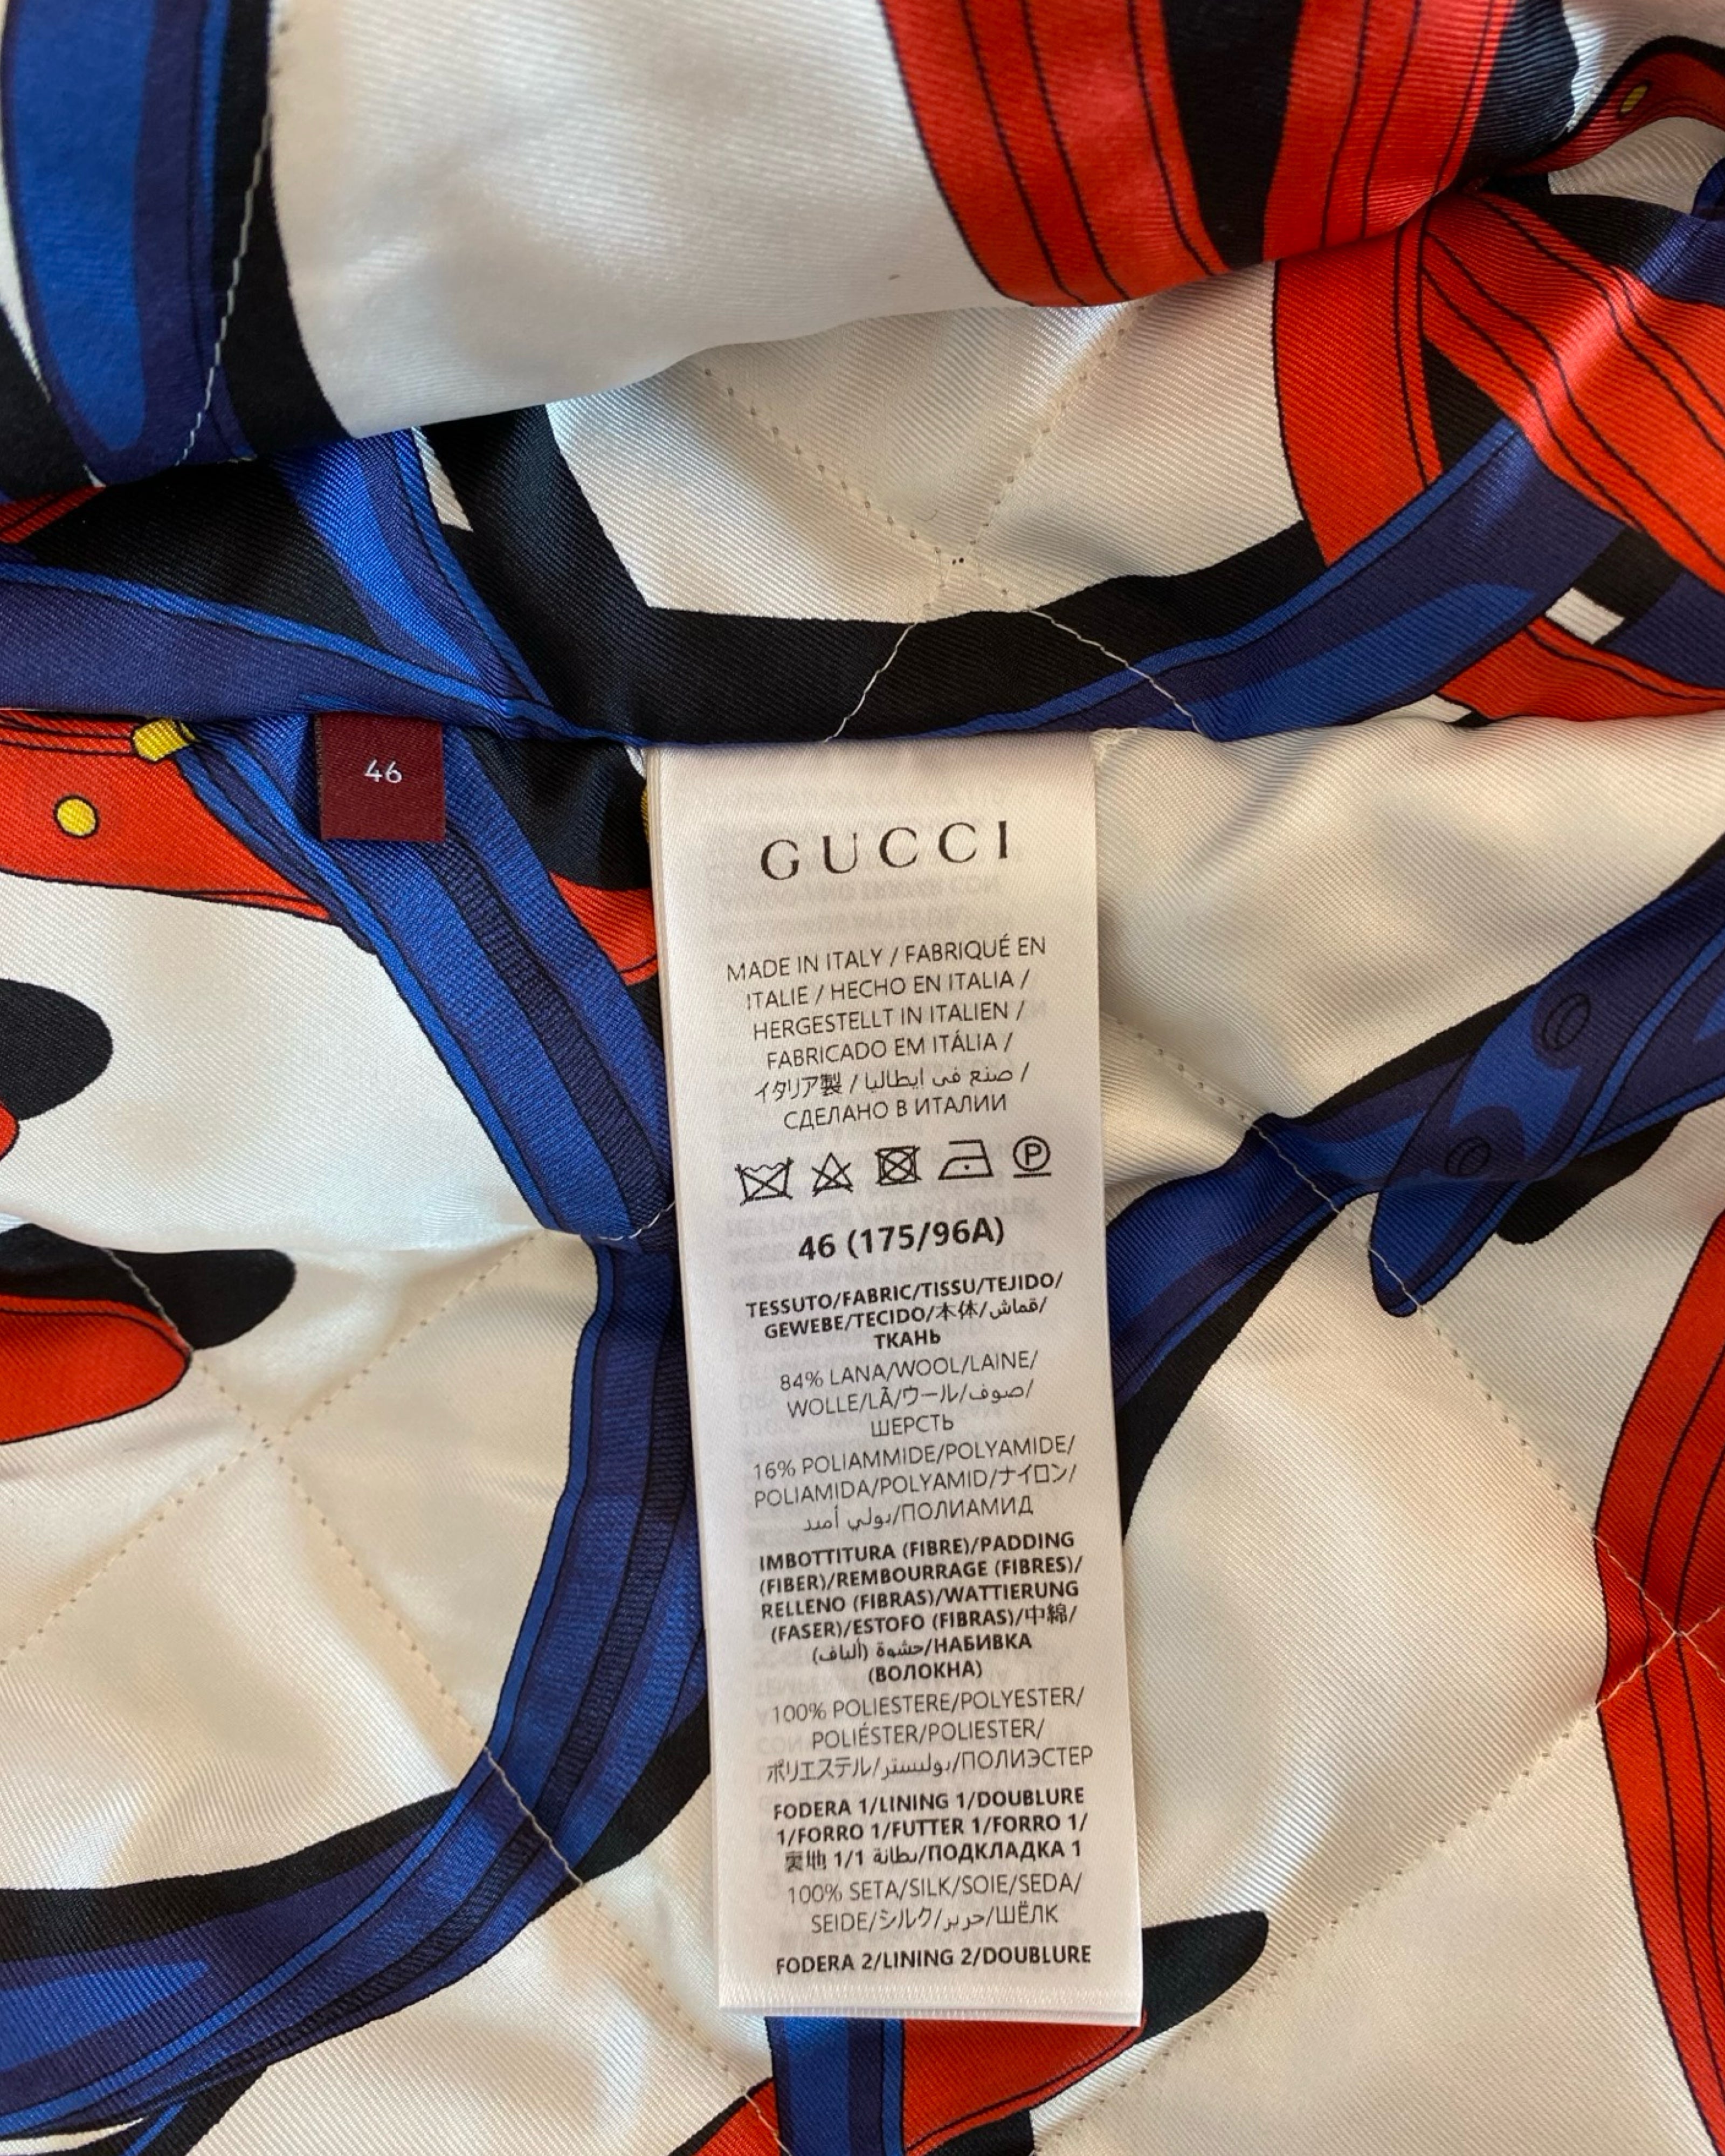 46
GUCCI
MADE IN ITALY / FABRIQUÉ EN
ITALIE / HECHO EN ITALIA /
HERGESTELLT IN ITALIEN /
FABRICADO EM ITÁLIA /
イタリア製 / صنع في ايطاليا /
СДЕЛАНО В ИТАЛИИ
P
46 (175/96A)
TESSUTO/FABRIC/TISSU/TEJIDO/
GEWEBE/TECIDO/本体/قماش/
ТКАНЬ
84% LANA/WOOL/LAINE/
WOLLE/LÃ/ウール/صوف/
ШЕРСТЬ
16% POLIAMMIDE/POLYAMIDE/
POLIAMIDA/POLYAMID/ナイロン/
بولي أميد/ПОЛИАМИД
IMBOTTITURA (FIBRE)/PADDING
(FIBER)/REMBOURRAGE (FIBRES)/
RELLENO (FIBRAS)/WATTIERUNG
(FASER)/ESTOFO (FIBRAS)/中綿/
حشوة (ألياف)/НАБИВКА
(ВОЛОКНА)
100% POLIESTERE/POLYESTER/
POLIÉSTER/POLIESTER/
ポリエステル/بوليستر/ПОЛИЭСТЕР
FODERA 1/LINING 1/DOUBLURE
1/FORRO 1/FUTTER 1/FORRO 1/
裏地 1/بطانة 1/ПОДКЛАДКА 1
100% SETA/SILK/SOIE/SEDA/
SEIDE/シルク/حرير/ШЁЛК
FODERA 2/LINING 2/DOUBLURE